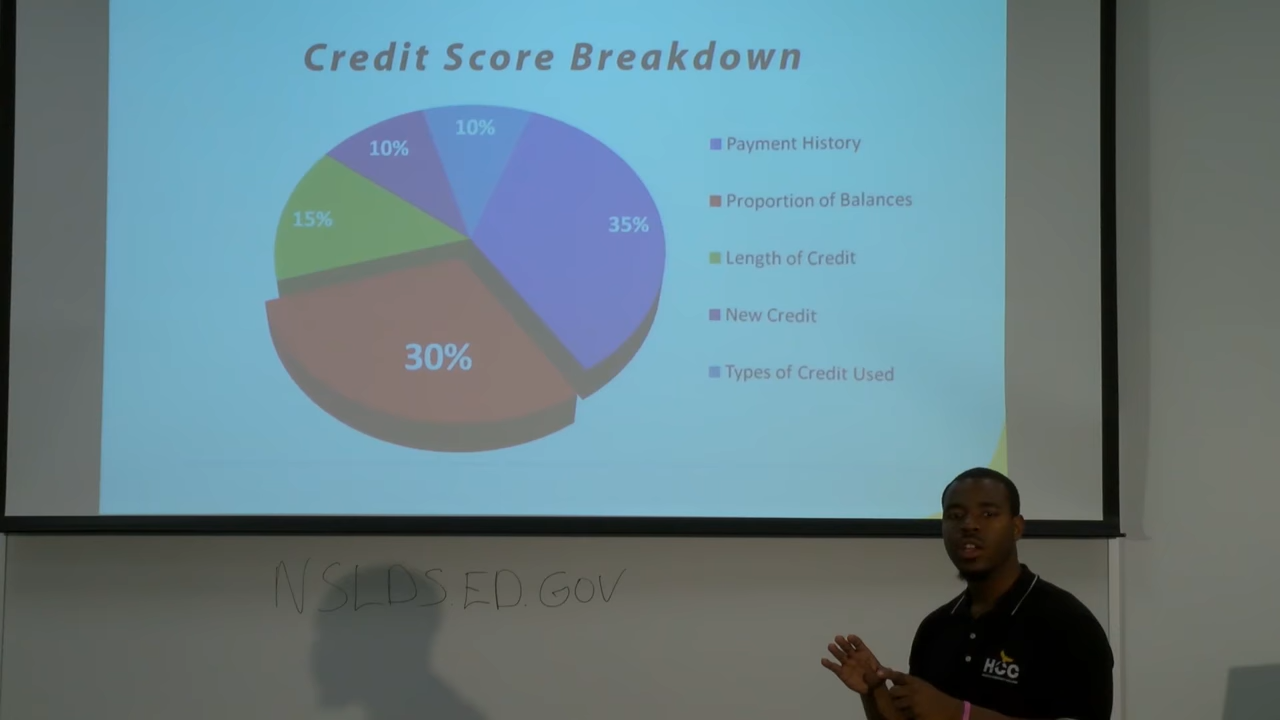 Credit Score Breakdown
10%
10%
15%
35%
30%
Payment History
Proportion of Balances
Length of Credit
New Credit
Types of Credit Used
NSLDS.ED.GOV
HCC